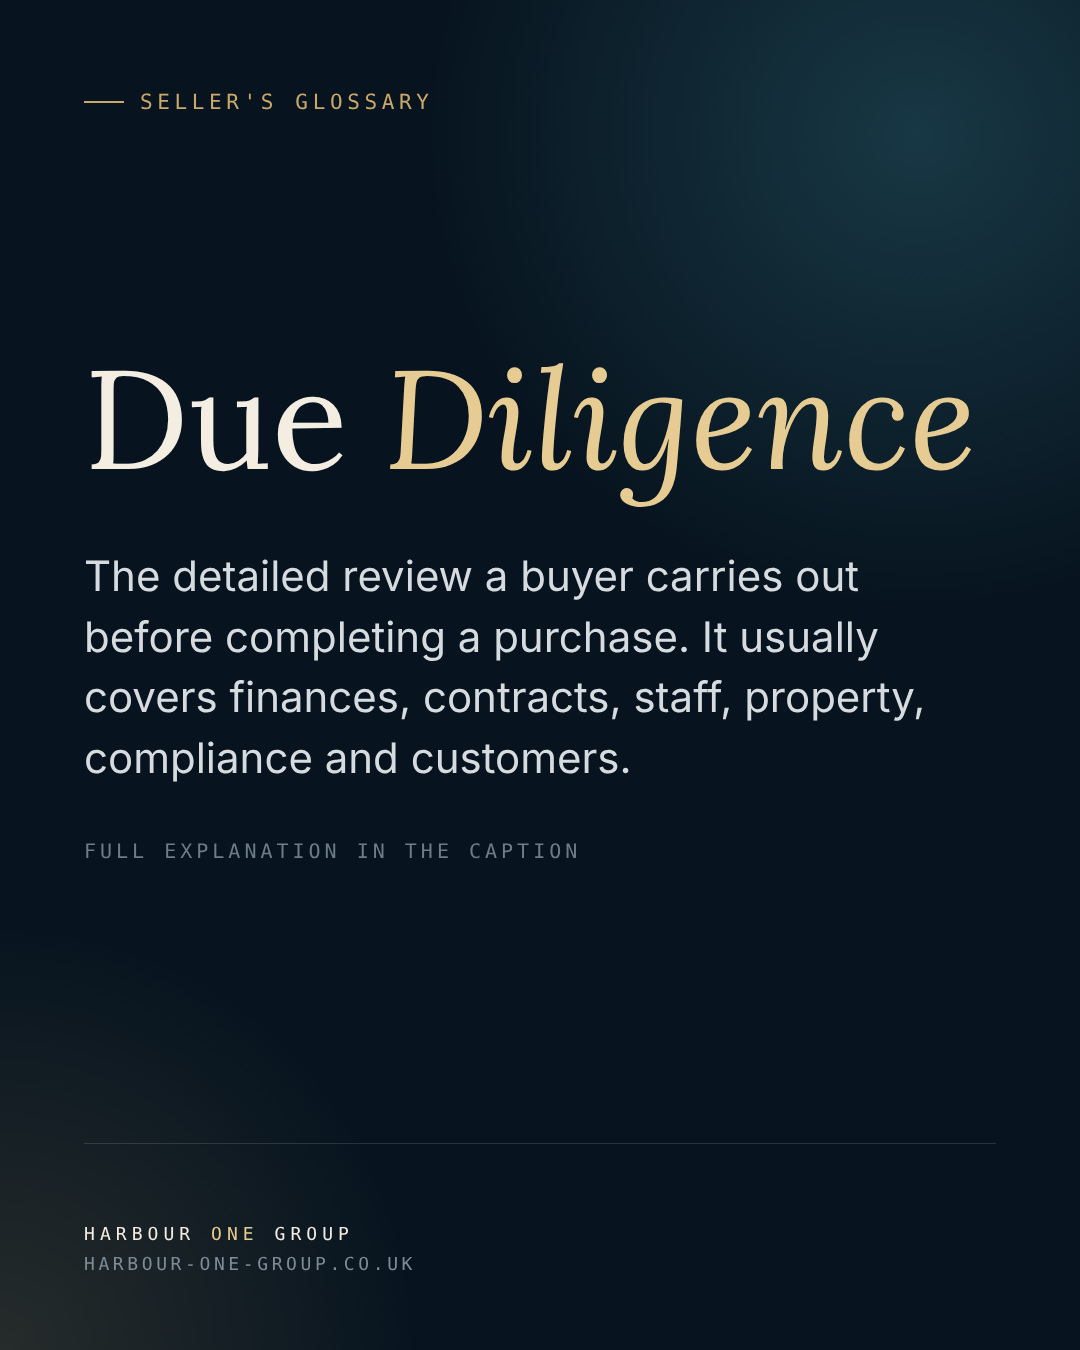 SELLER'S GLOSSARY
Due Diligence
The detailed review a buyer carries out
before completing a purchase. It usually
covers finances, contracts, staff, property,
compliance and customers.
FULL EXPLANATION IN THE CAPTION
HARBOUR ONE GROUP
HARBOUR-ONE-GROUP.CO.UK